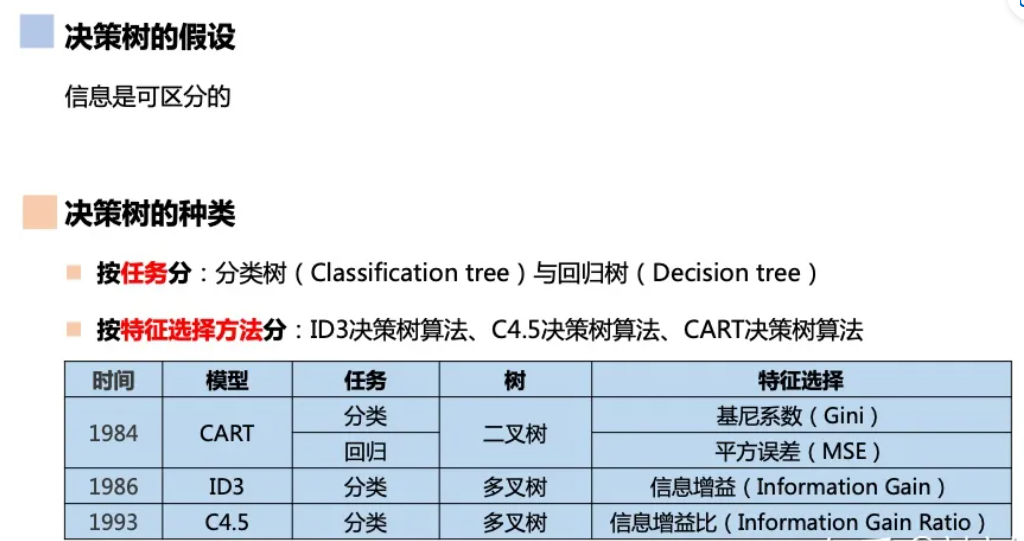 决策树的假设
信息是可区分的
决策树的种类
按任务分：分类树（Classification tree）与回归树（Decision tree）
按特征选择方法分：ID3决策树算法、C4.5决策树算法、CART决策树算法
时间 模型 任务 树 特征选择
1984 CART 分类 二叉树 基尼系数（Gini）
回归 平方误差（MSE）
1986 ID3 分类 多叉树 信息增益（Information Gain）
1993 C4.5 分类 多叉树 信息增益比（Information Gain Ratio）